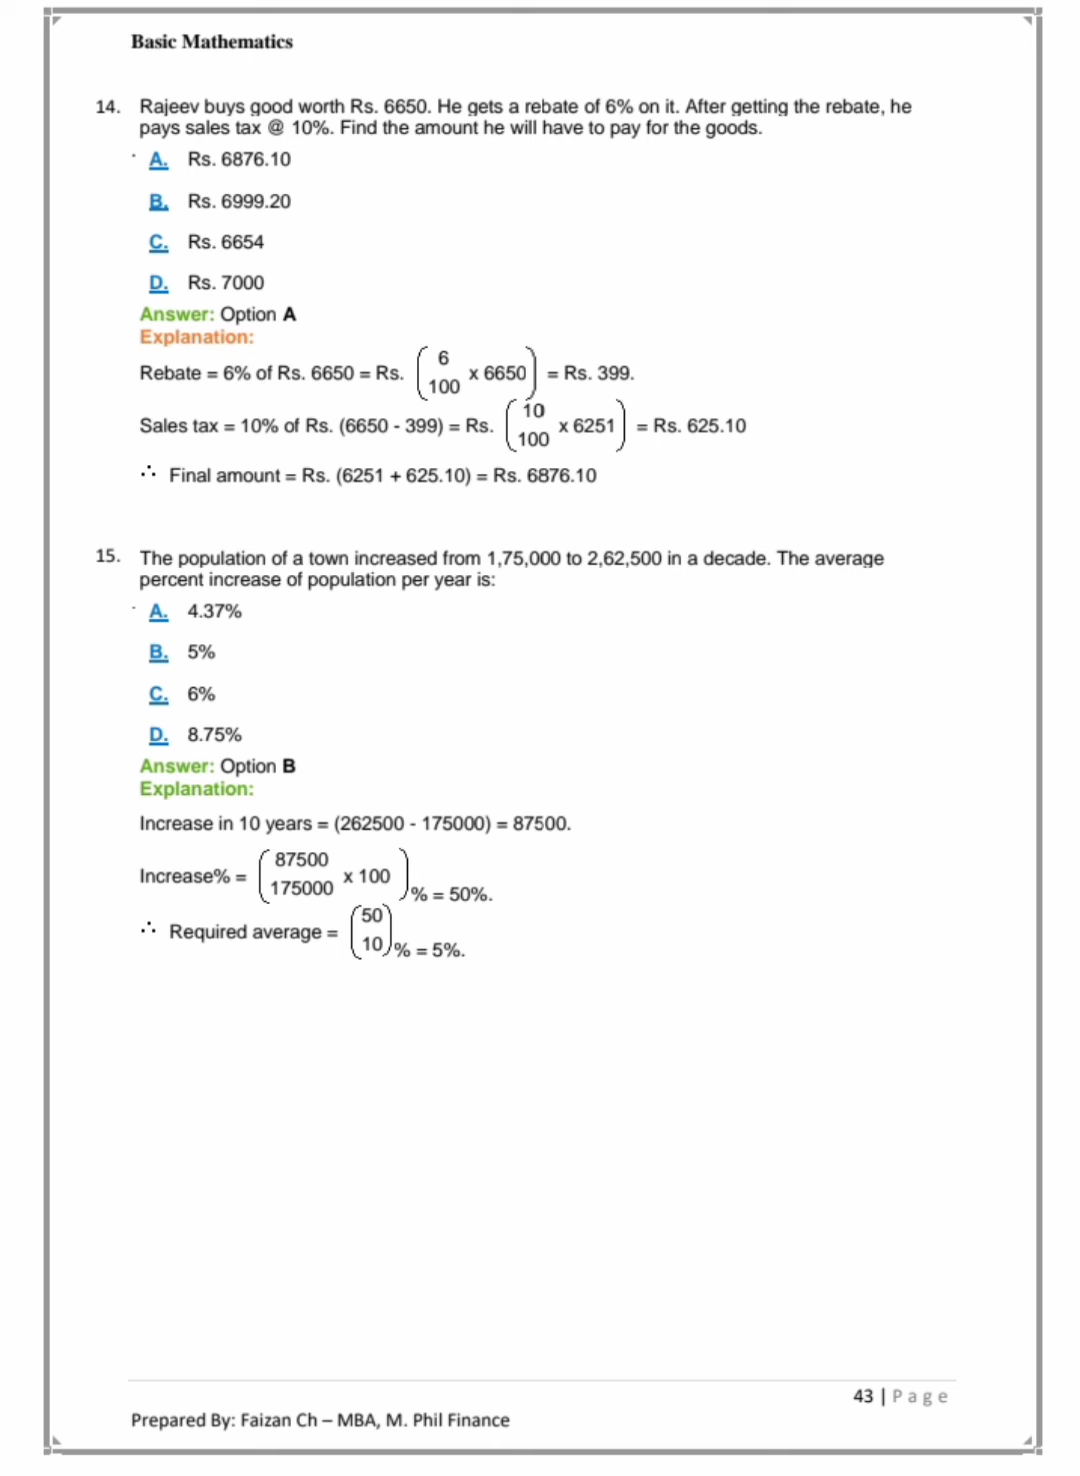 Basic Mathematics
14. Rajeev buys good worth Rs. 6650. He gets a rebate of 6% on it. After getting the rebate, he
pays sales tax @ 10%. Find the amount he will have to pay for the goods.
A. Rs. 6876.10
B. Rs. 6999.20
C. Rs. 6654
D. Rs. 7000
Answer: Option A
Explanation:
Rebate = 6% of Rs. 6650 = Rs. (6/100 x 6650) = Rs. 399.
Sales tax = 10% of Rs. (6650 - 399) = Rs. (10/100 x 6251) = Rs. 625.10
∴ Final amount = Rs. (6251 + 625.10) = Rs. 6876.10
15. The population of a town increased from 1,75,000 to 2,62,500 in a decade. The average
percent increase of population per year is:
A. 4.37%
B. 5%
C. 6%
D. 8.75%
Answer: Option B
Explanation:
Increase in 10 years = (262500 - 175000) = 87500.
Increase% = (87500/175000 x 100)% = 50%.
∴ Required average = (50/10)% = 5%.
43 | Page
Prepared By: Faizan Ch – MBA, M. Phil Finance